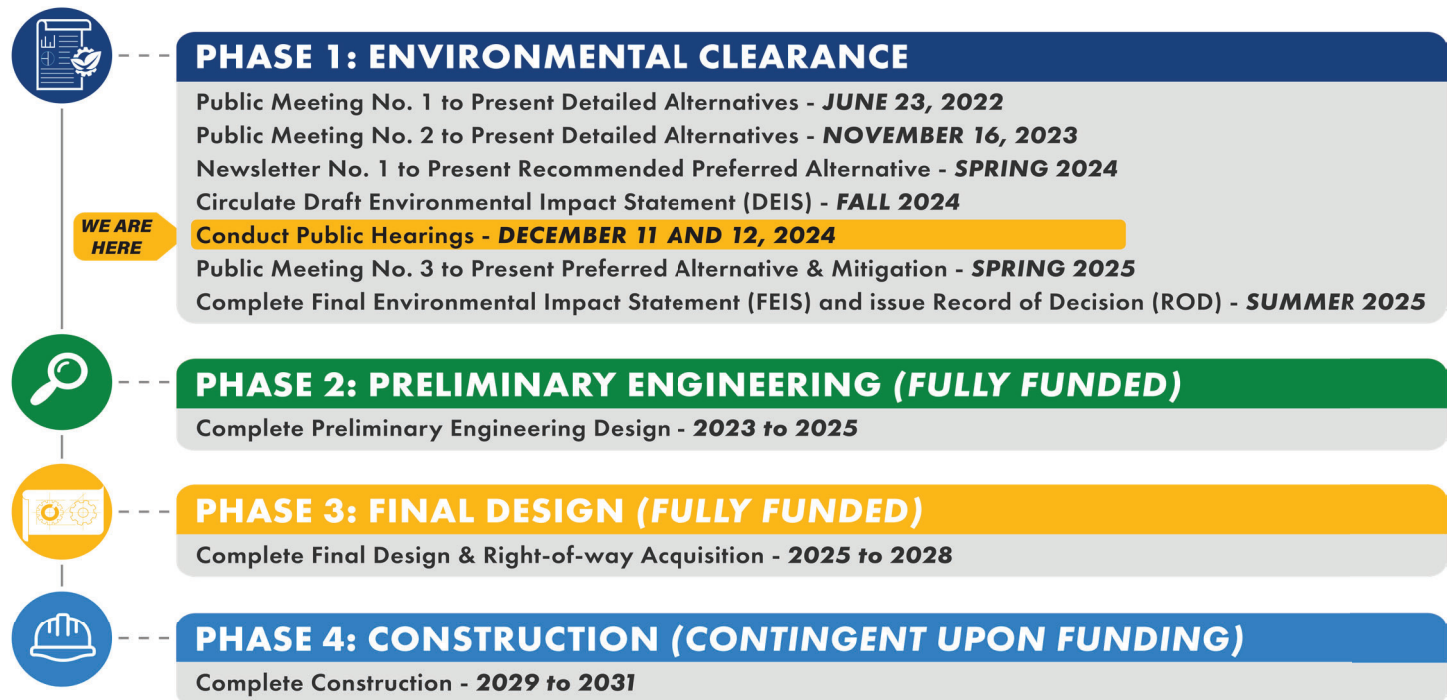 PHASE 1: ENVIRONMENTAL CLEARANCE
Public Meeting No. 1 to Present Detailed Alternatives - JUNE 23, 2022
Public Meeting No. 2 to Present Detailed Alternatives - NOVEMBER 16, 2023
Newsletter No. 1 to Present Recommended Preferred Alternative - SPRING 2024
Circulate Draft Environmental Impact Statement (DEIS) - FALL 2024
WE ARE
HERE
Conduct Public Hearings - DECEMBER 11 AND 12, 2024
Public Meeting No. 3 to Present Preferred Alternative & Mitigation - SPRING 2025
Complete Final Environmental Impact Statement (FEIS) and issue Record of Decision (ROD) - SUMMER 2025
PHASE 2: PRELIMINARY ENGINEERING (FULLY FUNDED)
Complete Preliminary Engineering Design - 2023 to 2025
PHASE 3: FINAL DESIGN (FULLY FUNDED)
Complete Final Design & Right-of-way Acquisition - 2025 to 2028
PHASE 4: CONSTRUCTION (CONTINGENT UPON FUNDING)
Complete Construction - 2029 to 2031